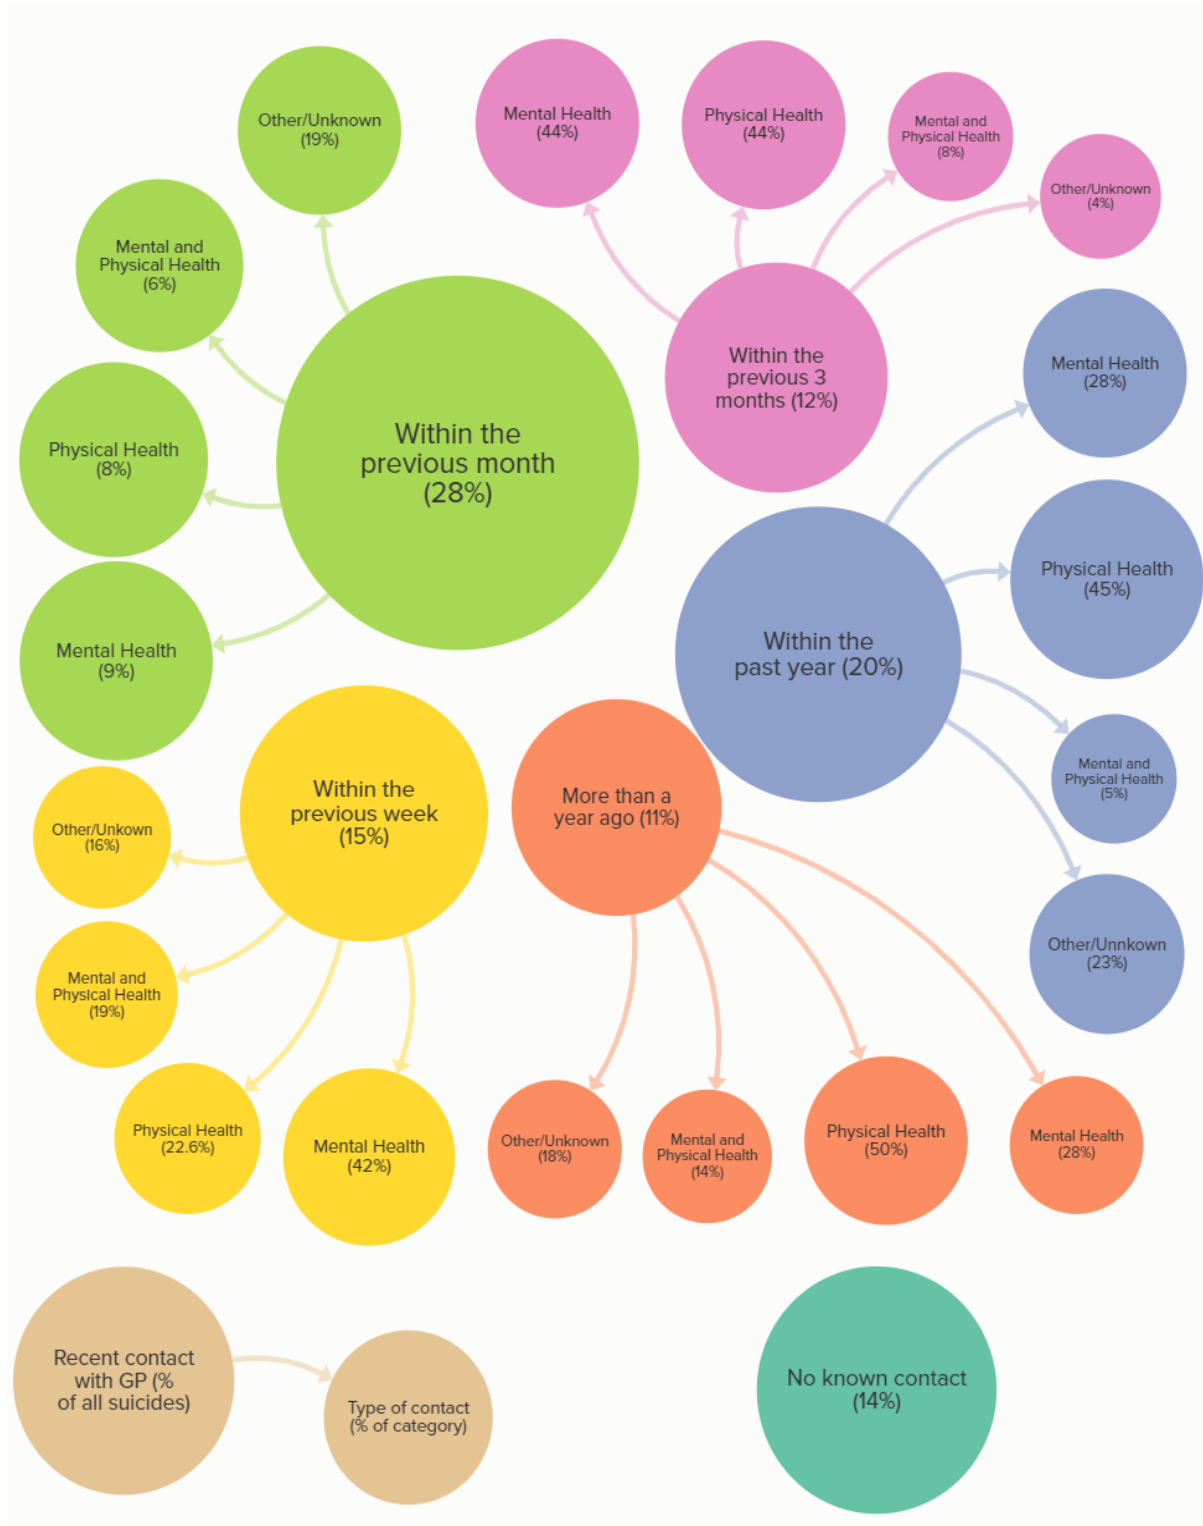 Other/Unknown
(19%)
Mental and
Physical Health
(6%)
Physical Health
(8%)
Mental Health
(9%)
Within the
previous month
(28%)
Mental Health
(44%)
Physical Health
(44%)
Mental and
Physical Health
(8%)
Other/Unknown
(4%)
Within the
previous 3
months (12%)
Mental Health
(28%)
Physical Health
(45%)
Within the
past year (20%)
Mental and
Physical Health
(5%)
Other/Unnkown
(23%)
Within the
previous week
(15%)
Other/Unkown
(16%)
Mental and
Physical Health
(19%)
Physical Health
(22.6%)
Mental Health
(42%)
More than a
year ago (11%)
Other/Unknown
(18%)
Mental and
Physical Health
(14%)
Physical Health
(50%)
Mental Health
(28%)
Recent contact
with GP (%
of all suicides)
Type of contact
(% of category)
No known contact
(14%)